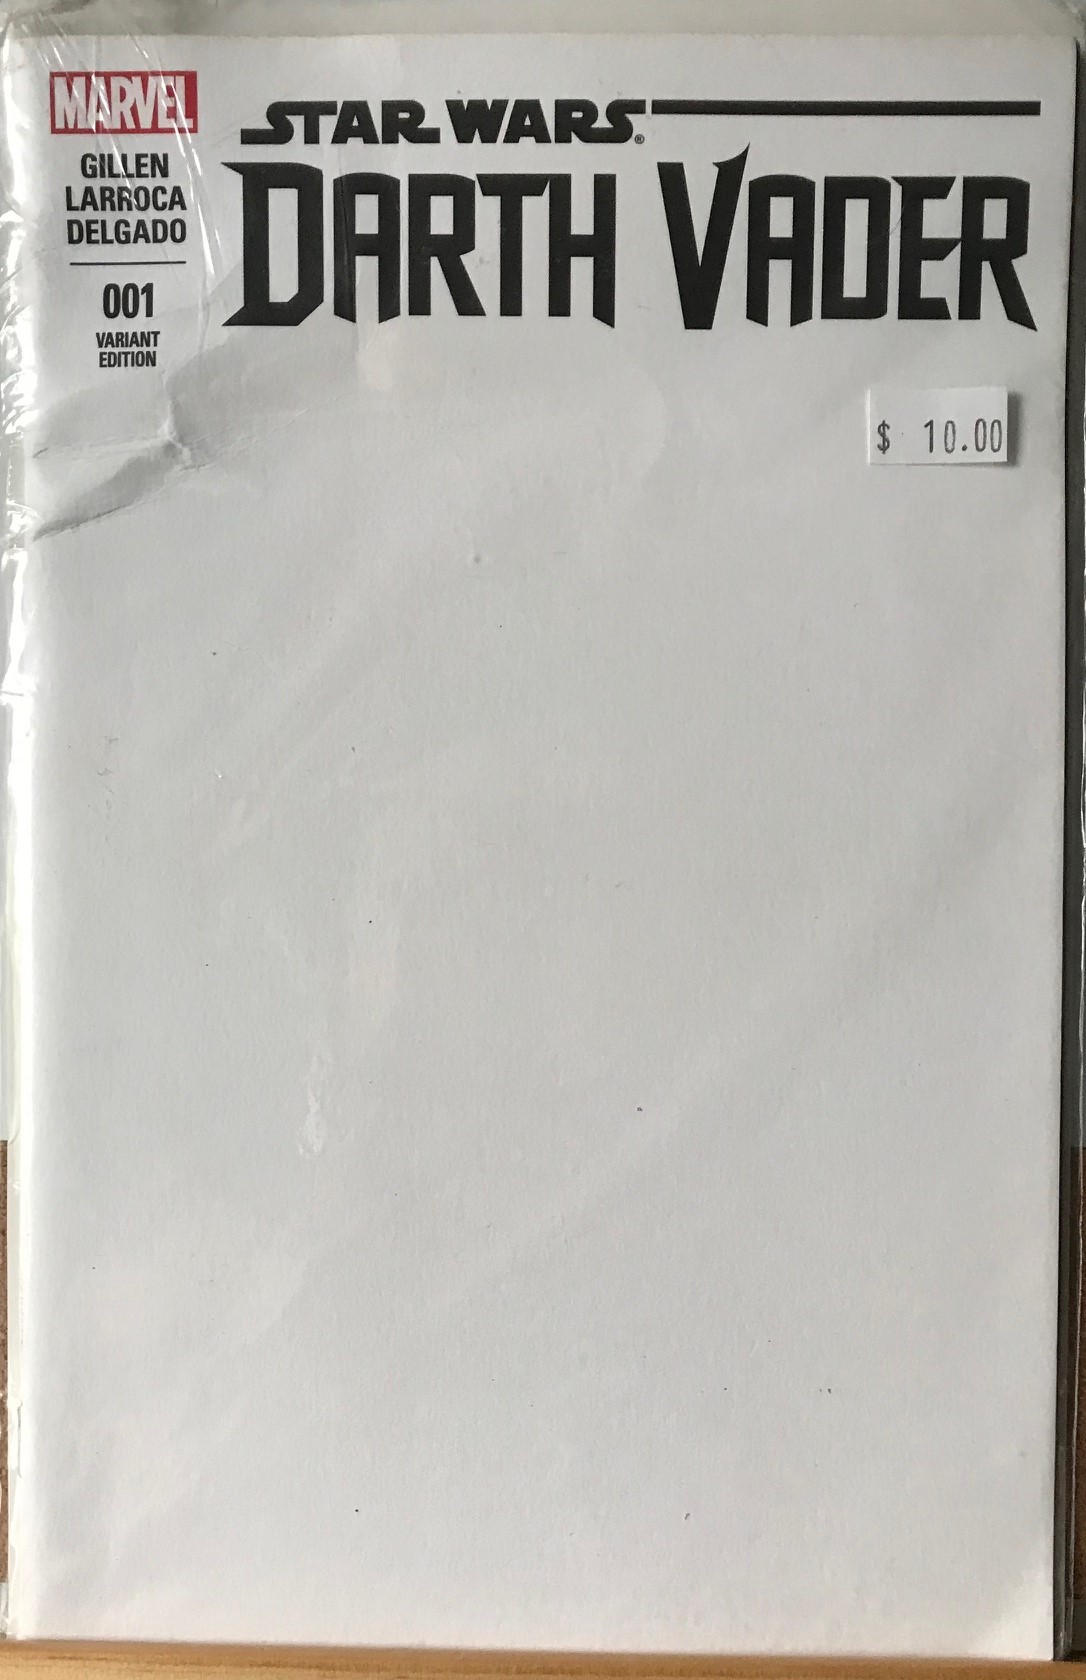 MARVEL
GILLEN
LARROCA
DELGADO
001
VARIANT
EDITION
STAR WARS®
DARTH VADER
$ 10.00